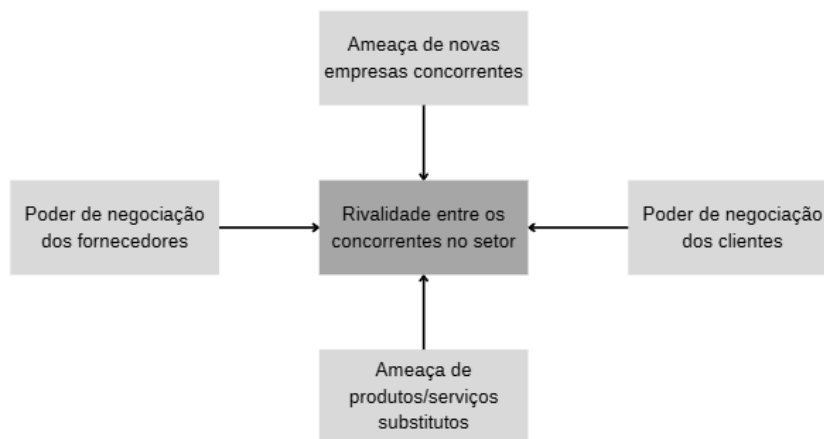 Ameaça de novas
empresas concorrentes
Poder de negociação
dos fornecedores
Rivalidade entre os
concorrentes no setor
Poder de negociação
dos clientes
Ameaça de
produtos/serviços
substitutos